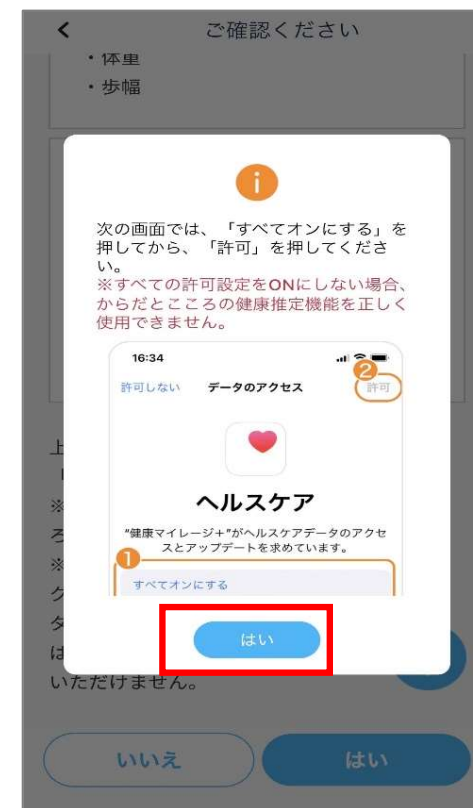 ご確認ください
・体重
・歩幅
次の画面では、「すべてオンにする」を
押してから、「許可」を押してくださ
い。
※すべての許可設定をONにしない場合、
からだとこころの健康推定機能を正しく
使用できません。
16:34
2
許可しない データのアクセス 許可
ヘルスケア
"健康マイレージ+"がヘルスケアデータのアクセ
スとアップデートを求めています。
1
すべてオンにする
はい
上
※
ろ
※
ク
タ
は
いただけません。
いいえ はい